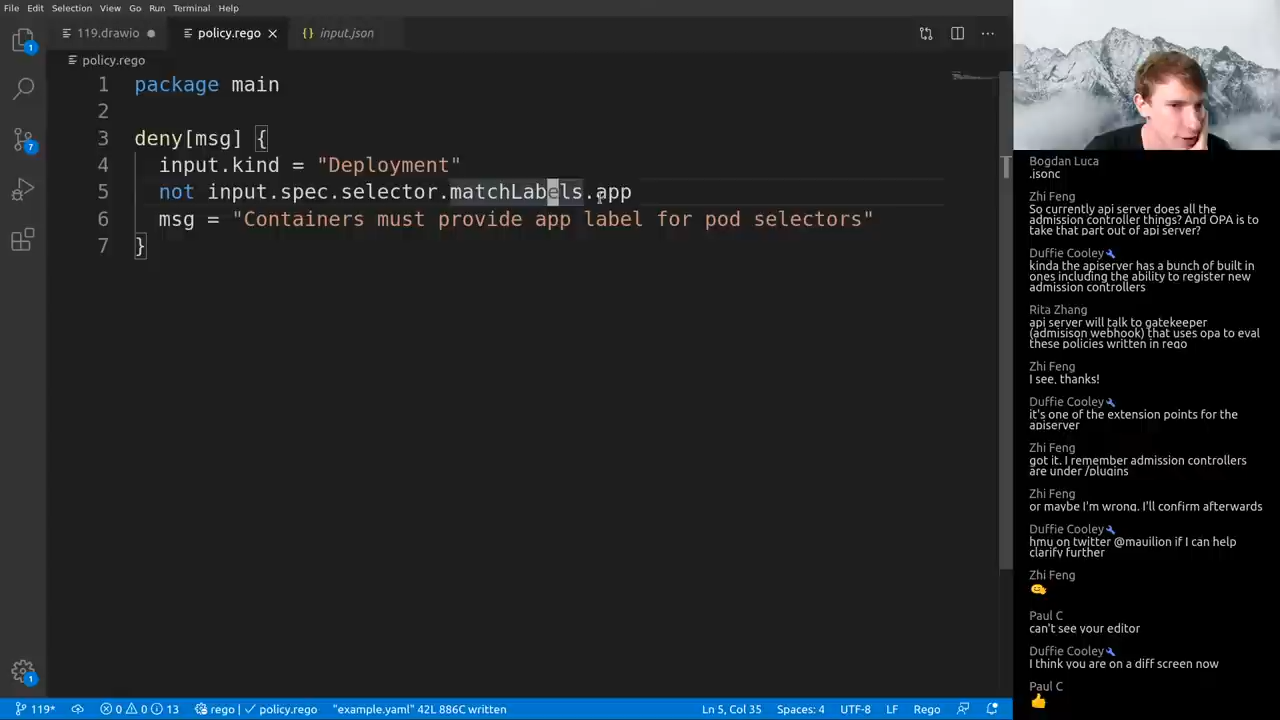 File Edit Selection View Go Run Terminal Help
119.drawio policy.rego input.json
policy.rego
1 package main
2
3 deny[msg] {
4 input.kind = "Deployment"
5 not input.spec.selector.matchLabels.app
6 msg = "Containers must provide app label for pod selectors"
7 }
Bogdan Luca
.isonc
Zhi Feng
So currently api server does all the
admission controller things? And OPA is to
take that part out of api server?
Duffie Cooley
kinda the apiserver has a bunch of built in
ones including the ability to register new
admission controllers
Rita Zhang
api server will talk to gatekeeper
(admisison webhook) that uses opa to eval
these policies written in rego
Zhi Feng
I see. thanks!
Duffie Cooley
it's one of the extension points for the
apiserver
Zhi Feng
got it. I remember admission controllers
are under /plugins
Zhi Feng
or maybe I'm wrong. I'll confirm afterwards
Duffie Cooley
hmu on twitter @mauilion if I can help
clarify further
Zhi Feng
Paul C
can't see your editor
Duffie Cooley
I think you are on a diff screen now
Paul C
1
7
1
119* 0 0 13 rego | policy.rego "example.yaml" 42L 886C written Ln 5, Col 35 Spaces: 4 UTF-8 LF Rego